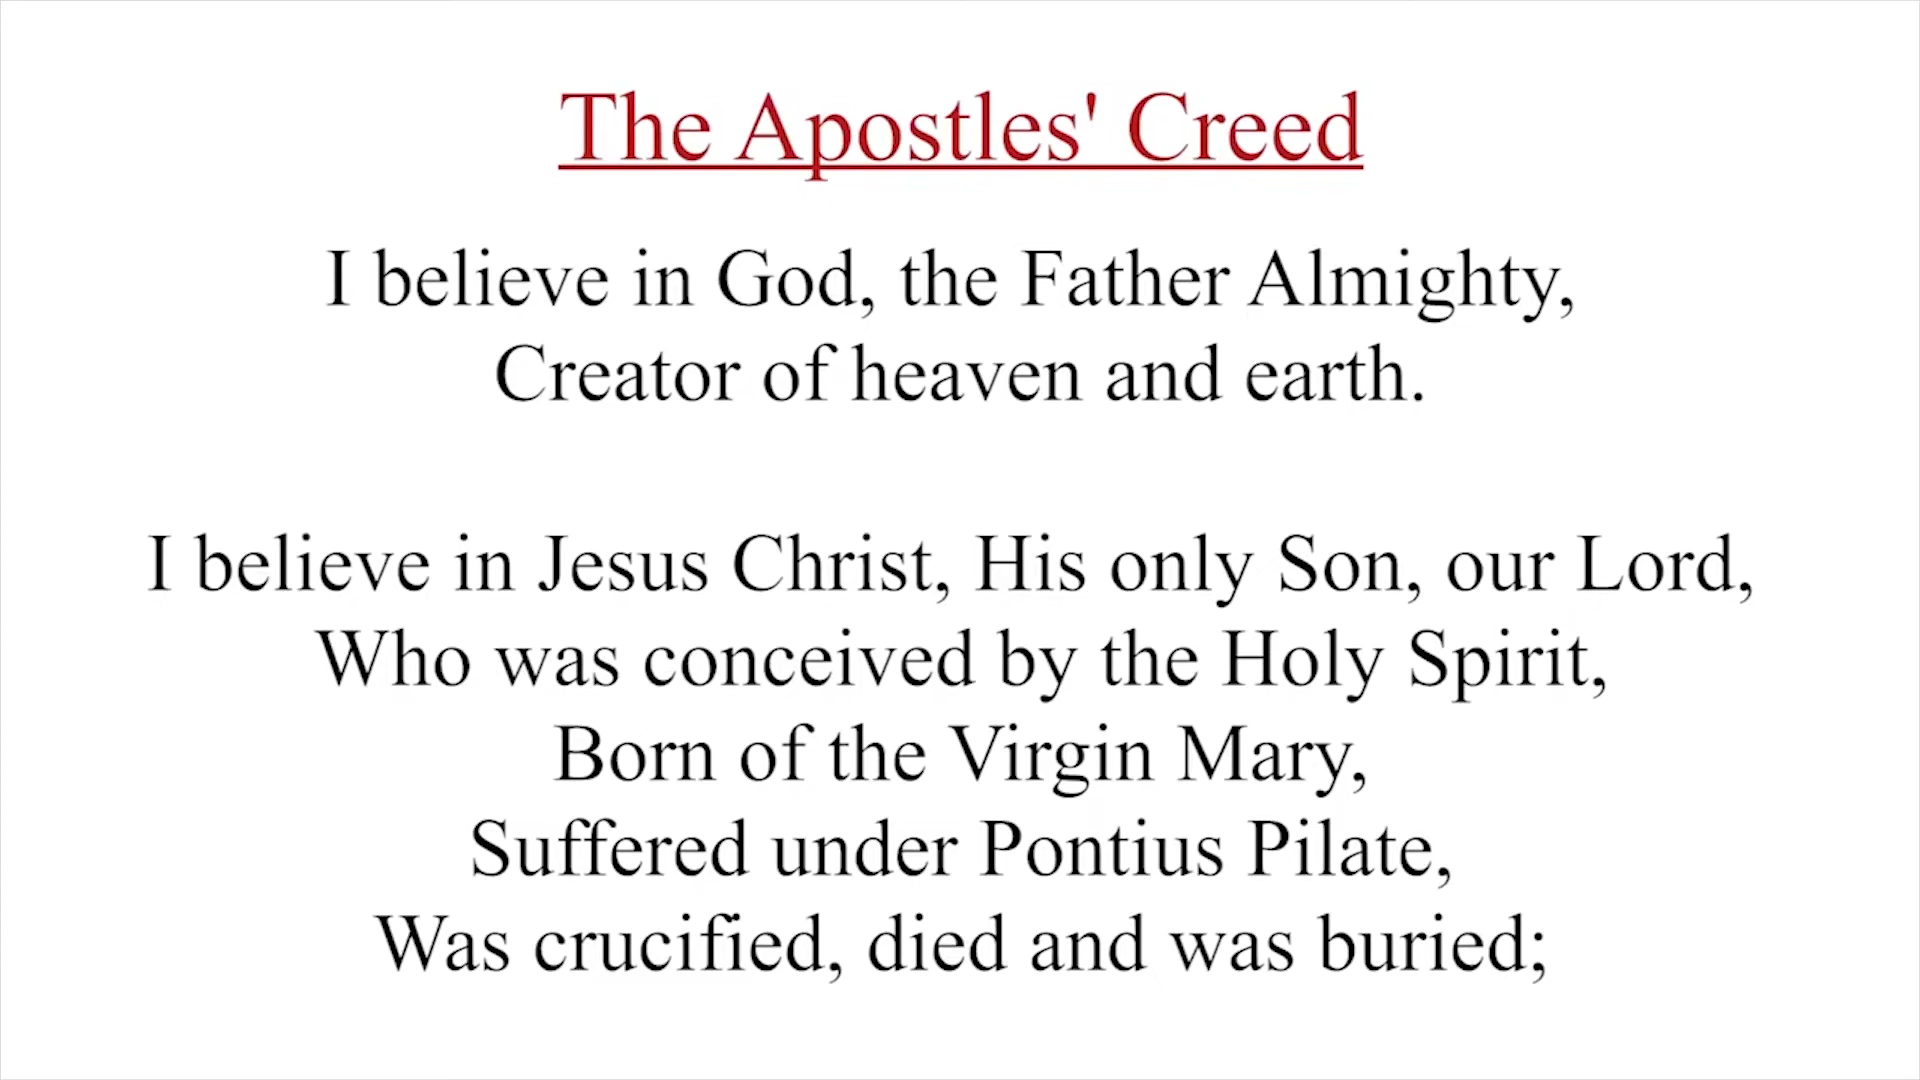 The Apostles' Creed
I believe in God, the Father Almighty,
Creator of heaven and earth.
I believe in Jesus Christ, His only Son, our Lord,
Who was conceived by the Holy Spirit,
Born of the Virgin Mary,
Suffered under Pontius Pilate,
Was crucified, died and was buried;